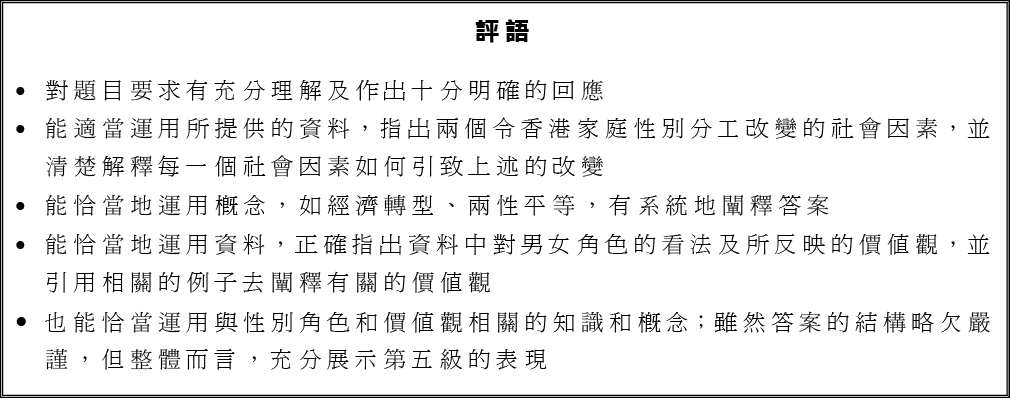 評語
• 對題目要求有充分理解及作出十分明確的回應
• 能適當運用所提供的資料，指出兩個令香港家庭性別分工改變的社會因素，並
清楚解釋每一個社會因素如何引致上述的改變
• 能恰當地運用概念，如經濟轉型、兩性平等，有系統地闡釋答案
• 能恰當地運用資料，正確指出資料中對男女角色的看法及所反映的價值觀，並
引用相關的例子去闡釋有關的價值觀
• 也能恰當運用與性別角色和價值觀相關的知識和概念；雖然答案的結構略欠嚴
謹，但整體而言，充分展示第五級的表現